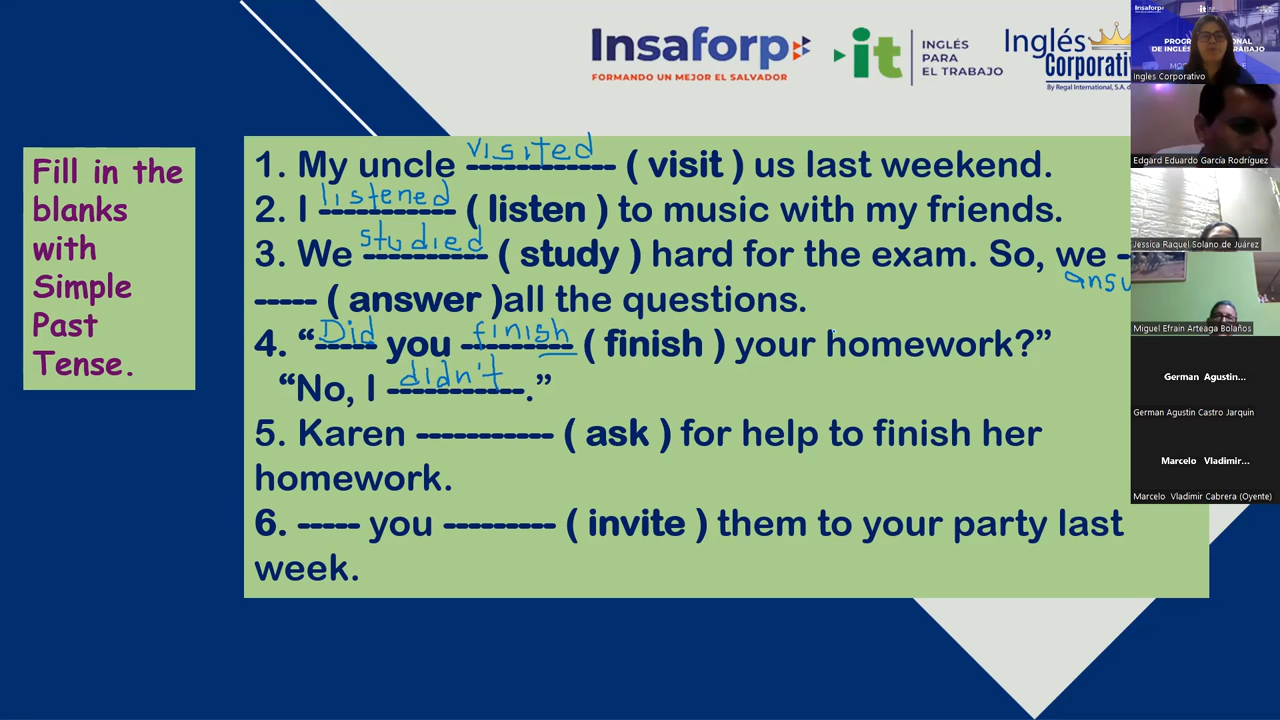 Insaforp
FORMANDO UN MEJOR EL SALVADOR
it
INGLÉS
PARA
EL TRABAJO
Inglés
By Regal International, S.A.
Insaforp
it
DE INGLÉS
Ingles Corporativo
Edgard Eduardo García Rodríguez
Jessica Raquel Solano de Juárez
Miguel Efrain Arteaga Bolaños
German Agustin...
German Agustin Castro Jarquin
Marcelo Vladimir...
Marcelo Vladimir Cabrera (Oyente)
Fill in the
blanks
with
Simple
Past
Tense.
visited
1. My uncle ------------- ( visit ) us last weekend.
listened
2. I ------------ ( listen ) to music with my friends.
studied
3. We ----------- ( study ) hard for the exam. So, we -
----- ( answer )all the questions.
Did finish
4. “----- you ---------- ( finish ) your homework?”
didn't
“No, I ------------.”
5. Karen ------------ ( ask ) for help to finish her
homework.
6. ----- you ---------- ( invite ) them to your party last
week.